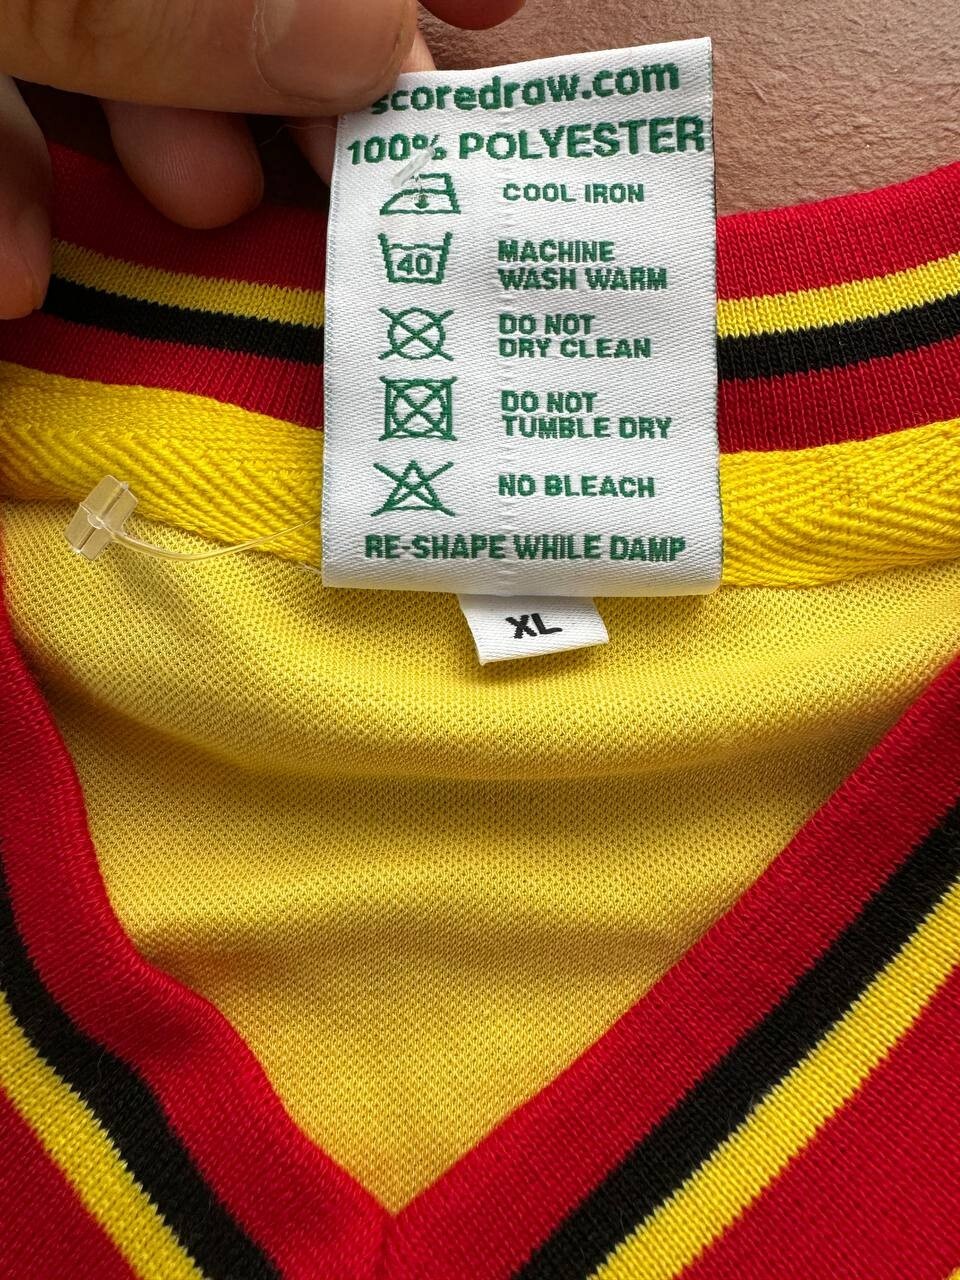 scoredraw.com
100% POLYESTER
COOL IRON
40
MACHINE
WASH WARM
DO NOT
DRY CLEAN
DO NOT
TUMBLE DRY
NO BLEACH
RE-SHAPE WHILE DAMP
XL